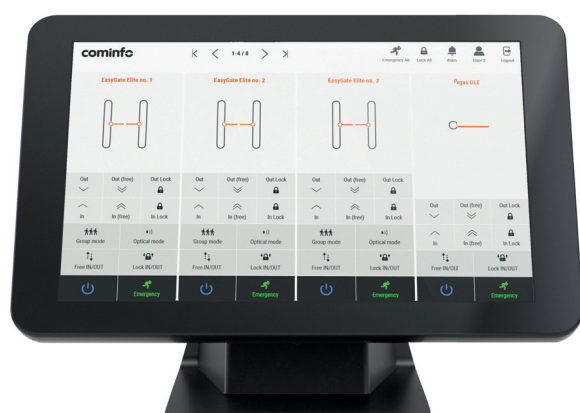 cominfo
1-4 / 8
Emergency All Lock All Alarm User E Logout
EasyGate Elite no. 1 EasyGate Elite no. 2 EasyGate Elite no. 3 Pagas GLE
Out Out (free) Out Lock Out Out (free) Out Lock Out Out (free) Out Lock
In In (free) In Lock In In (free) In Lock In In (free) In Lock Out Out (free) Out Lock
Group mode Optical mode Group mode Optical mode Group mode Optical mode In In (free) In Lock
Free IN/OUT Lock IN/OUT Free IN/OUT Lock IN/OUT Free IN/OUT Lock IN/OUT Free IN/OUT Lock IN/OUT
Emergency Emergency Emergency Emergency